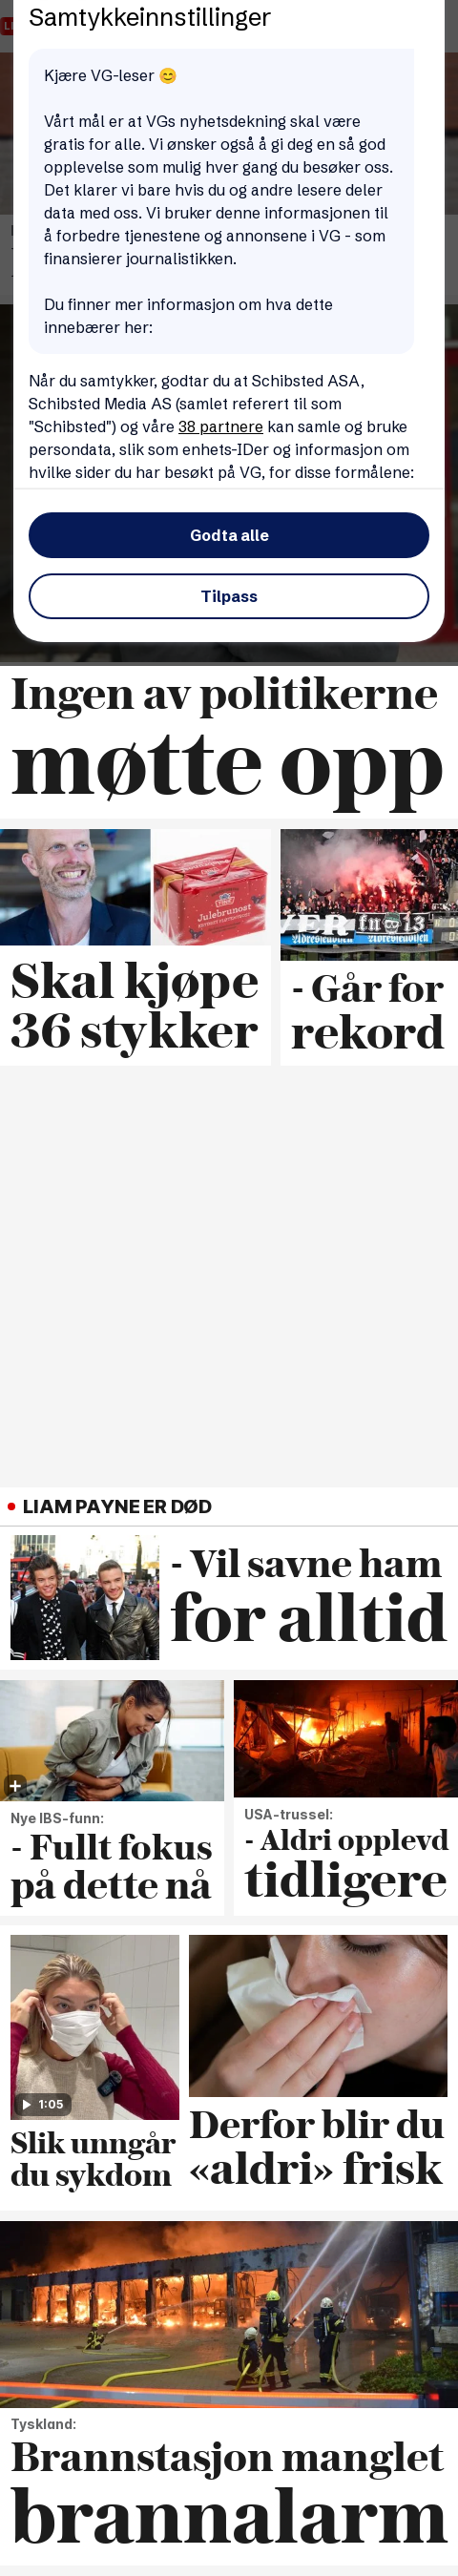 Samtykkeinnstillinger
Kjære VG-leser 😊
Vårt mål er at VGs nyhetsdekning skal være
gratis for alle. Vi ønsker også å gi deg en så god
opplevelse som mulig hver gang du besøker oss.
Det klarer vi bare hvis du og andre lesere deler
data med oss. Vi bruker denne informasjonen til
å forbedre tjenestene og annonsene i VG - som
finansierer journalistikken.
Du finner mer informasjon om hva dette
innebærer her:
Når du samtykker, godtar du at Schibsted ASA,
Schibsted Media AS (samlet referert til som
"Schibsted") og våre 38 partnere kan samle og bruke
persondata, slik som enhets-IDer og informasjon om
hvilke sider du har besøkt på VG, for disse formålene:
Godta alle
Tilpass
Ingen av politikerne
møtte opp
Julebrunost
Skal kjøpe
36 stykker
- Går for
rekord
LIAM PAYNE ER DØD
- Vil savne ham
for alltid
Nye IBS-funn:
- Fullt fokus
på dette nå
USA-trussel:
- Aldri opplevd
tidligere
1:05
Slik unngår
du sykdom
Derfor blir du
«aldri» frisk
Tyskland:
Brannstasjon manglet
brannalarm